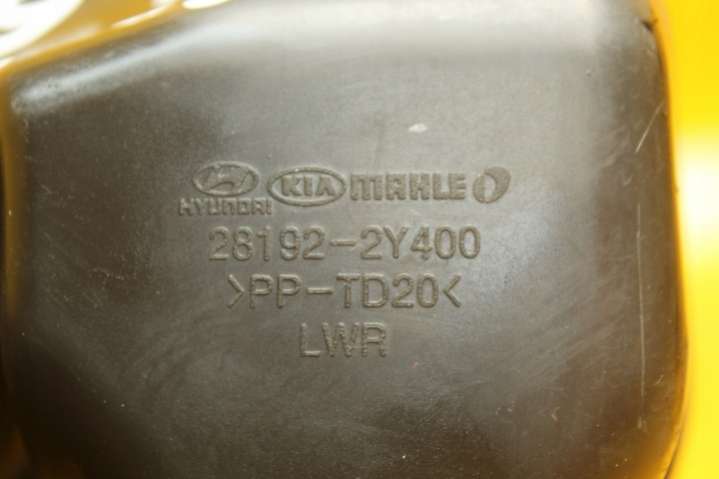 HYUNDAI KIA MAHLE
28192-2Y400
>PP-TD20<
LWR